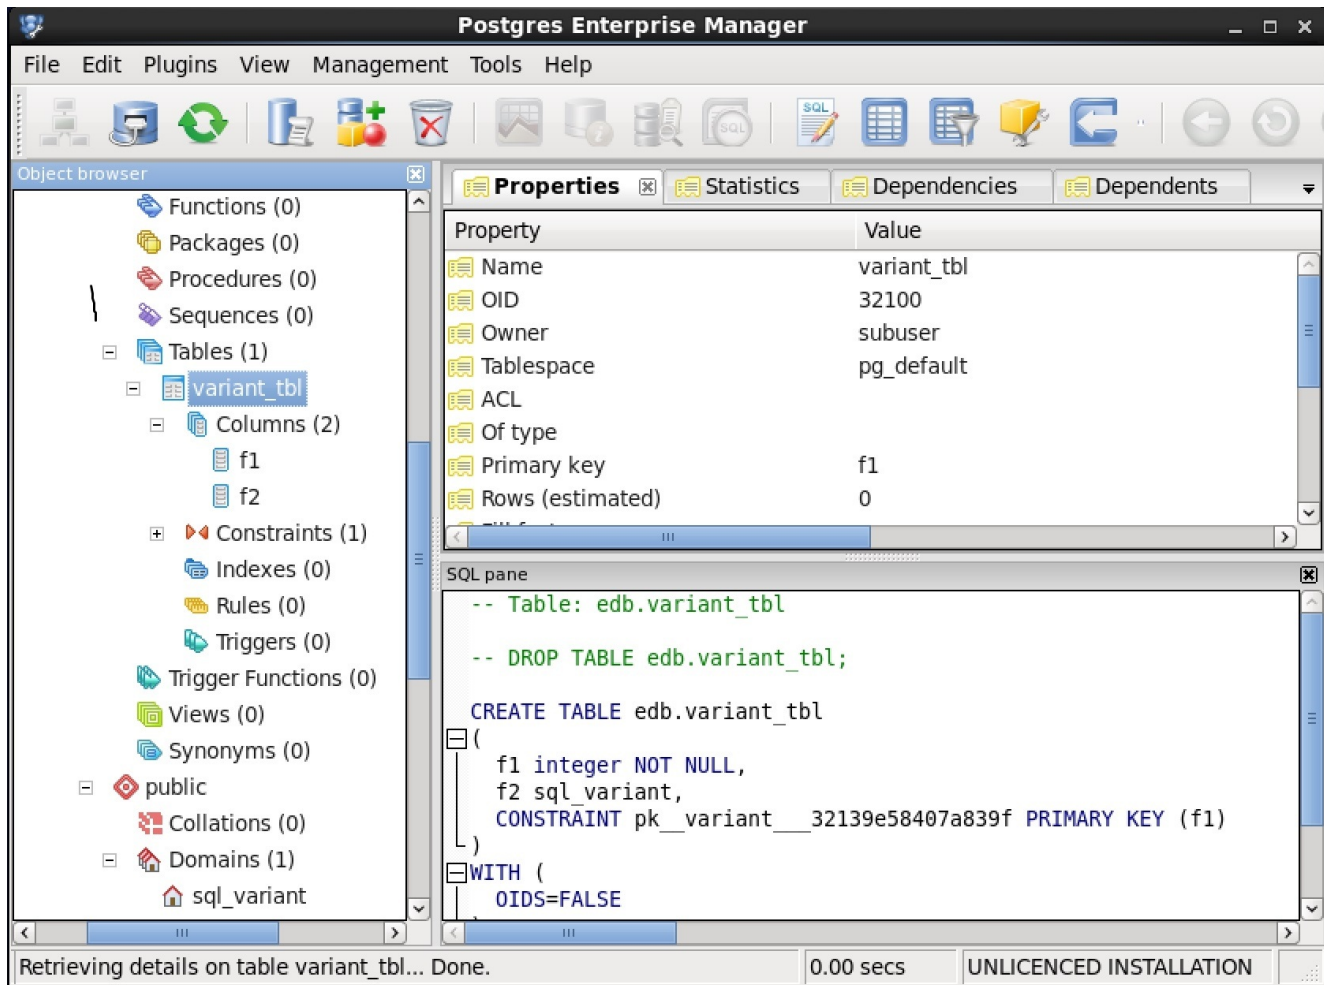 Postgres Enterprise Manager
File Edit Plugins View Management Tools Help
SQL
SQL
Object browser
Functions (0)
Packages (0)
Procedures (0)
Sequences (0)
Tables (1)
variant_tbl
Columns (2)
f1
f2
Constraints (1)
Indexes (0)
Rules (0)
Triggers (0)
Trigger Functions (0)
Views (0)
Synonyms (0)
public
Collations (0)
Domains (1)
sql_variant
Properties Statistics Dependencies Dependents
Property Value
Name variant_tbl
OID 32100
Owner subuser
Tablespace pg_default
ACL
Of type
Primary key f1
Rows (estimated) 0
SQL pane
-- Table: edb.variant_tbl
-- DROP TABLE edb.variant_tbl;
CREATE TABLE edb.variant_tbl
(
f1 integer NOT NULL,
f2 sql_variant,
CONSTRAINT pk__variant___32139e58407a839f PRIMARY KEY (f1)
)
WITH (
OIDS=FALSE
Retrieving details on table variant_tbl... Done. 0.00 secs UNLICENCED INSTALLATION